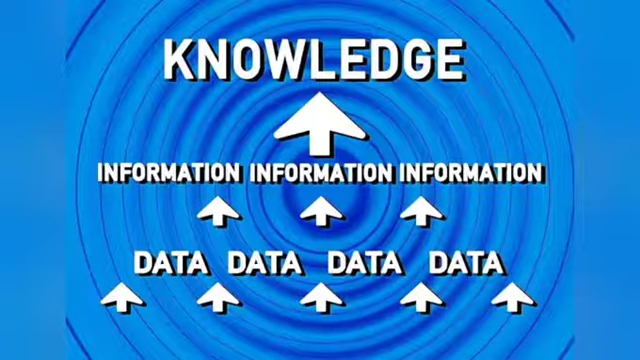 KNOWLEDGE
INFORMATION INFORMATION INFORMATION
DATA DATA DATA DATA